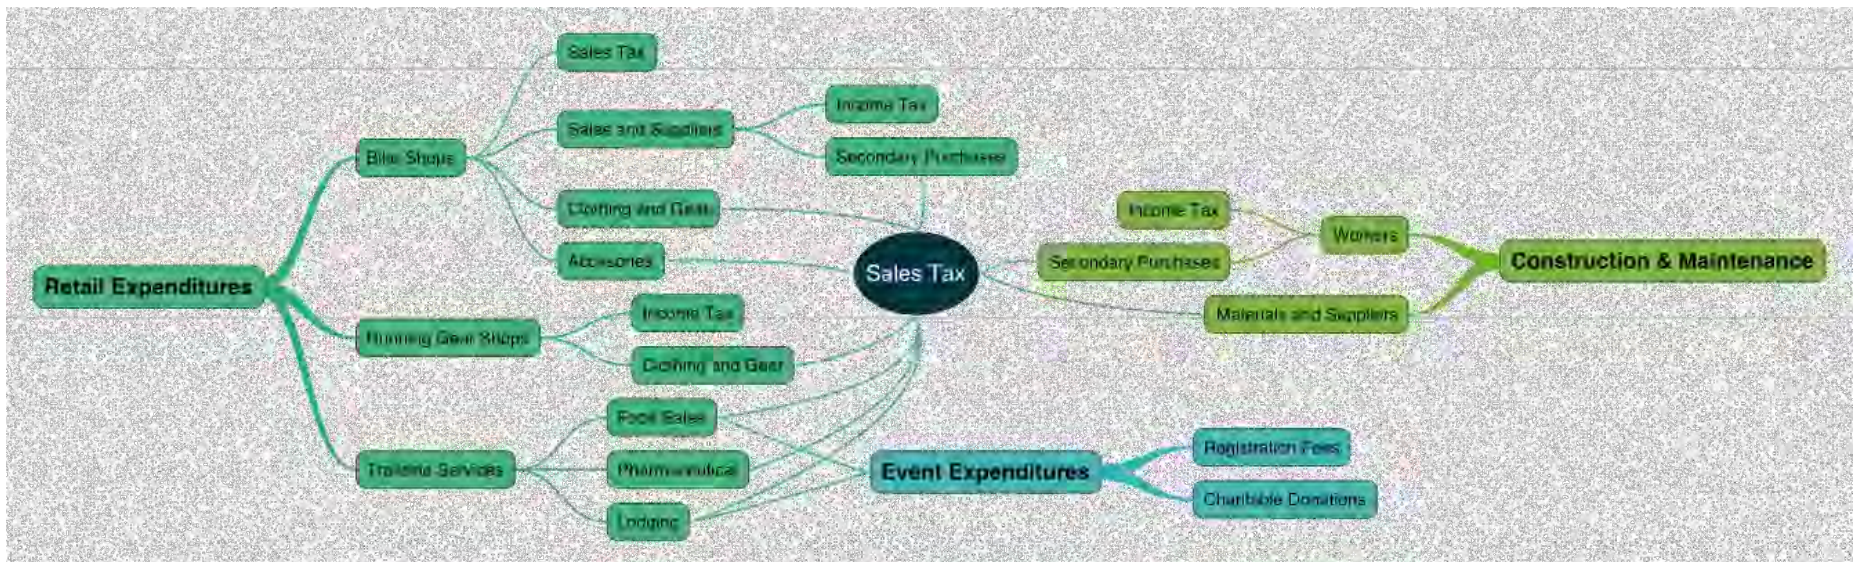 Sales Tax
Income Tax
Sales and Suppliers
Bike Shops
Secondary Purchases
Clothing and Gear
Income Tax
Workers
Accesories
Sales Tax
Secondary Purchases
Construction & Maintenance
Retail Expenditures
Income Tax
Materials and Suppliers
Running Gear Shops
Clothing and Gear
Food Sales
Registration Fees
Services
Pharmaceutical
Event Expenditures
Charitable Donations
Lodging